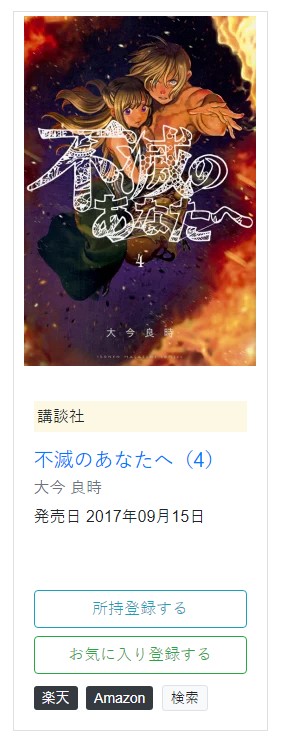 不滅の
あなたへ
4
大今良時
講談社
不滅のあなたへ（4）
大今 良時
発売日 2017年09月15日
所持登録する
お気に入り登録する
楽天 Amazon 検索